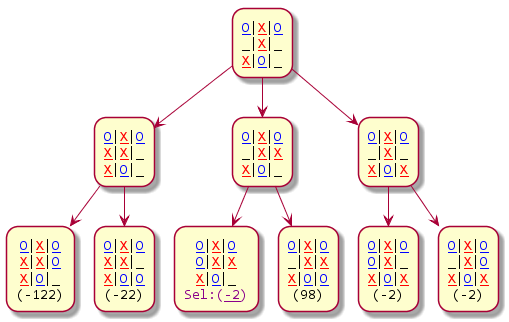 O|X|O
_|X|_
X|O|_
O|X|O
X|X|_
X|O|_
O|X|O
_|X|X
X|O|_
O|X|O
_|X|_
X|O|X
O|X|O
X|X|O
X|O|_
(-122)
O|X|O
X|X|_
X|O|O
(-22)
O|X|O
O|X|X
X|O|_
Sel:(-2)
O|X|O
_|X|X
X|O|O
(98)
O|X|O
O|X|_
X|O|X
(-2)
O|X|O
_|X|O
X|O|X
(-2)